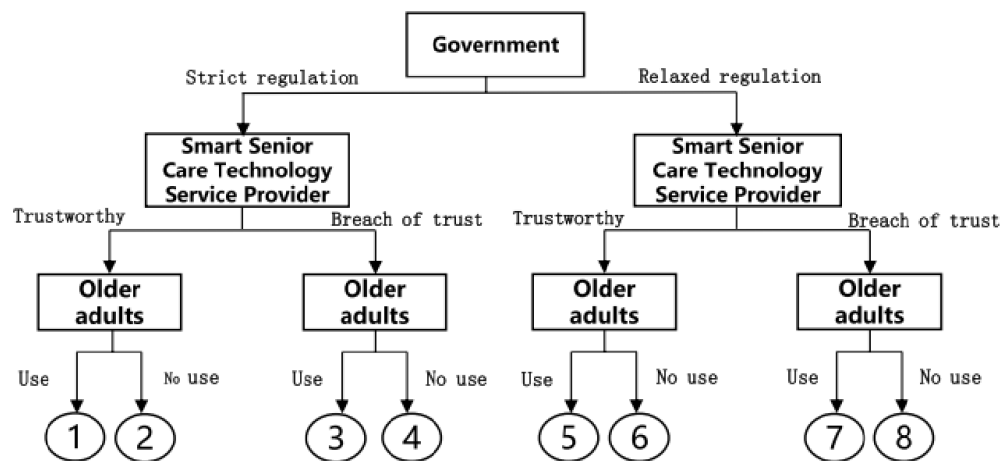 Government
Strict regulation
Relaxed regulation
Smart Senior
Care Technology
Service Provider
Smart Senior
Care Technology
Service Provider
Trustworthy
Breach of trust
Trustworthy
Breach of trust
Older
adults
Older
adults
Older
adults
Older
adults
Use
No use
Use
No use
Use
No use
Use
No use
1
2
3
4
5
6
7
8